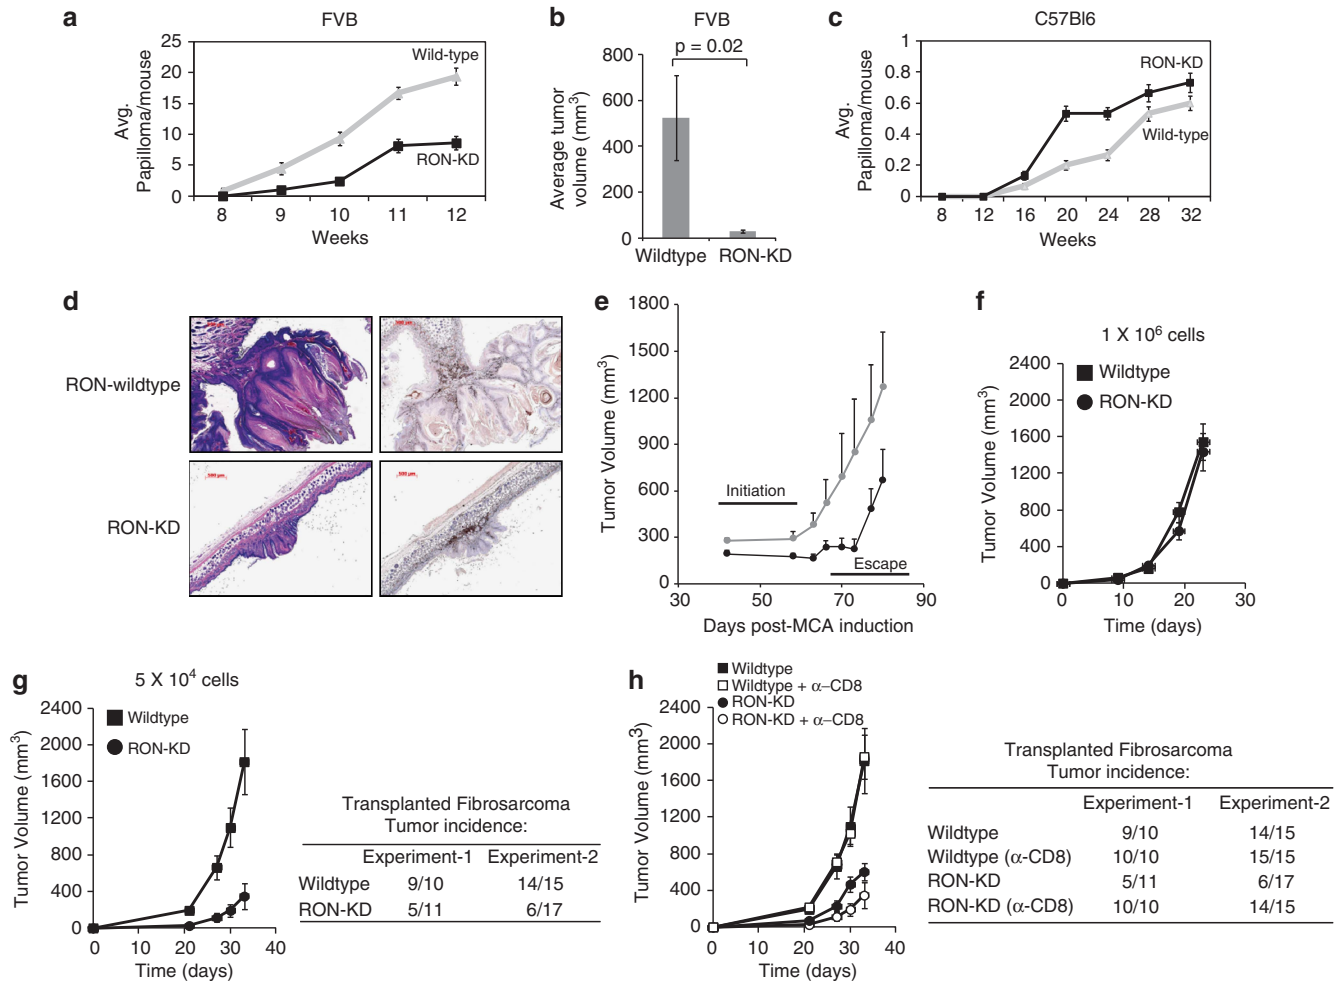 a
FVB
Avg.
Papilloma/mouse
25
20
15
10
5
0
Wild-type
RON-KD
8 9 10 11 12
Weeks
b
FVB
p = 0.02
Average tumor
volume (mm³)
800
600
400
200
0
Wildtype RON-KD
c
C57Bl6
Avg.
Papilloma/mouse
1
0.8
0.6
0.4
0.2
0
RON-KD
Wild-type
8 12 16 20 24 28 32
Weeks
d
RON-wildtype
RON-KD
e
Tumor Volume (mm³)
1800
1500
1200
900
600
300
0
Initiation
Escape
30 50 70 90
Days post-MCA induction
f
1 X 10⁶ cells
Wildtype
RON-KD
Tumor Volume (mm³)
2400
2000
1600
1200
800
400
0
0 10 20 30
Time (days)
g
5 X 10⁴ cells
Wildtype
RON-KD
Tumor Volume (mm³)
2400
2000
1600
1200
800
400
0
0 10 20 30 40
Time (days)
Transplanted Fibrosarcoma
Tumor incidence:
Experiment-1 Experiment-2
Wildtype 9/10 14/15
RON-KD 5/11 6/17
h
Wildtype
Wildtype + α–CD8
RON-KD
RON-KD + α–CD8
Tumor Volume (mm³)
2400
2000
1600
1200
800
400
0
0 10 20 30 40
Time (days)
Transplanted Fibrosarcoma
Tumor incidence:
Experiment-1 Experiment-2
Wildtype 9/10 14/15
Wildtype (α-CD8) 10/10 15/15
RON-KD 5/11 6/17
RON-KD (α-CD8) 10/10 14/15